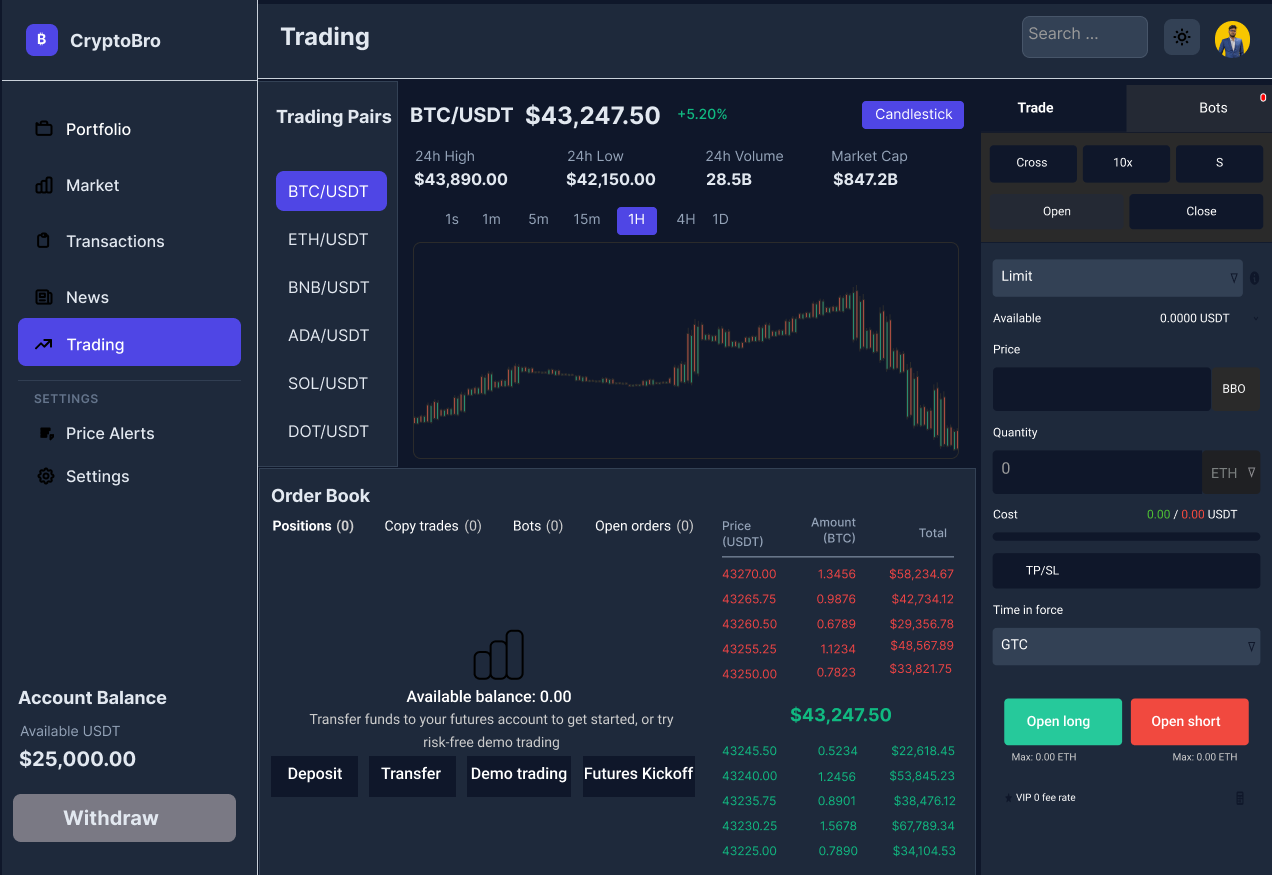 CryptoBro
Portfolio
Market
Transactions
News
Trading
SETTINGS
Price Alerts
Settings
Account Balance
Available USDT
$25,000.00
Withdraw
Trading
Search ...
Trading Pairs
BTC/USDT
ETH/USDT
BNB/USDT
ADA/USDT
SOL/USDT
DOT/USDT
BTC/USDT $43,247.50 +5.20%
Candlestick
24h High 24h Low 24h Volume Market Cap
$43,890.00 $42,150.00 28.5B $847.2B
1s 1m 5m 15m 1H 4H 1D
Order Book
Positions (0) Copy trades (0) Bots (0) Open orders (0)
Available balance: 0.00
Transfer funds to your futures account to get started, or try
risk-free demo trading
Deposit Transfer Demo trading Futures Kickoff
Price
(USDT)
Amount
(BTC)
Total
43270.00 1.3456 $58,234.67
43265.75 0.9876 $42,734.12
43260.50 0.6789 $29,356.78
43255.25 1.1234 $48,567.89
43250.00 0.7823 $33,821.75
$43,247.50
43245.50 0.5234 $22,618.45
43240.00 1.2456 $53,845.23
43235.75 0.8901 $38,476.12
43230.25 1.5678 $67,789.34
43225.00 0.7890 $34,104.53
Trade Bots 0
Cross 10x S
Open Close
Limit
Available 0.0000 USDT
Price
BBO
Quantity
0 ETH
Cost 0.00 / 0.00 USDT
TP/SL
Time in force
GTC
Open long Open short
Max: 0.00 ETH Max: 0.00 ETH
VIP 0 fee rate